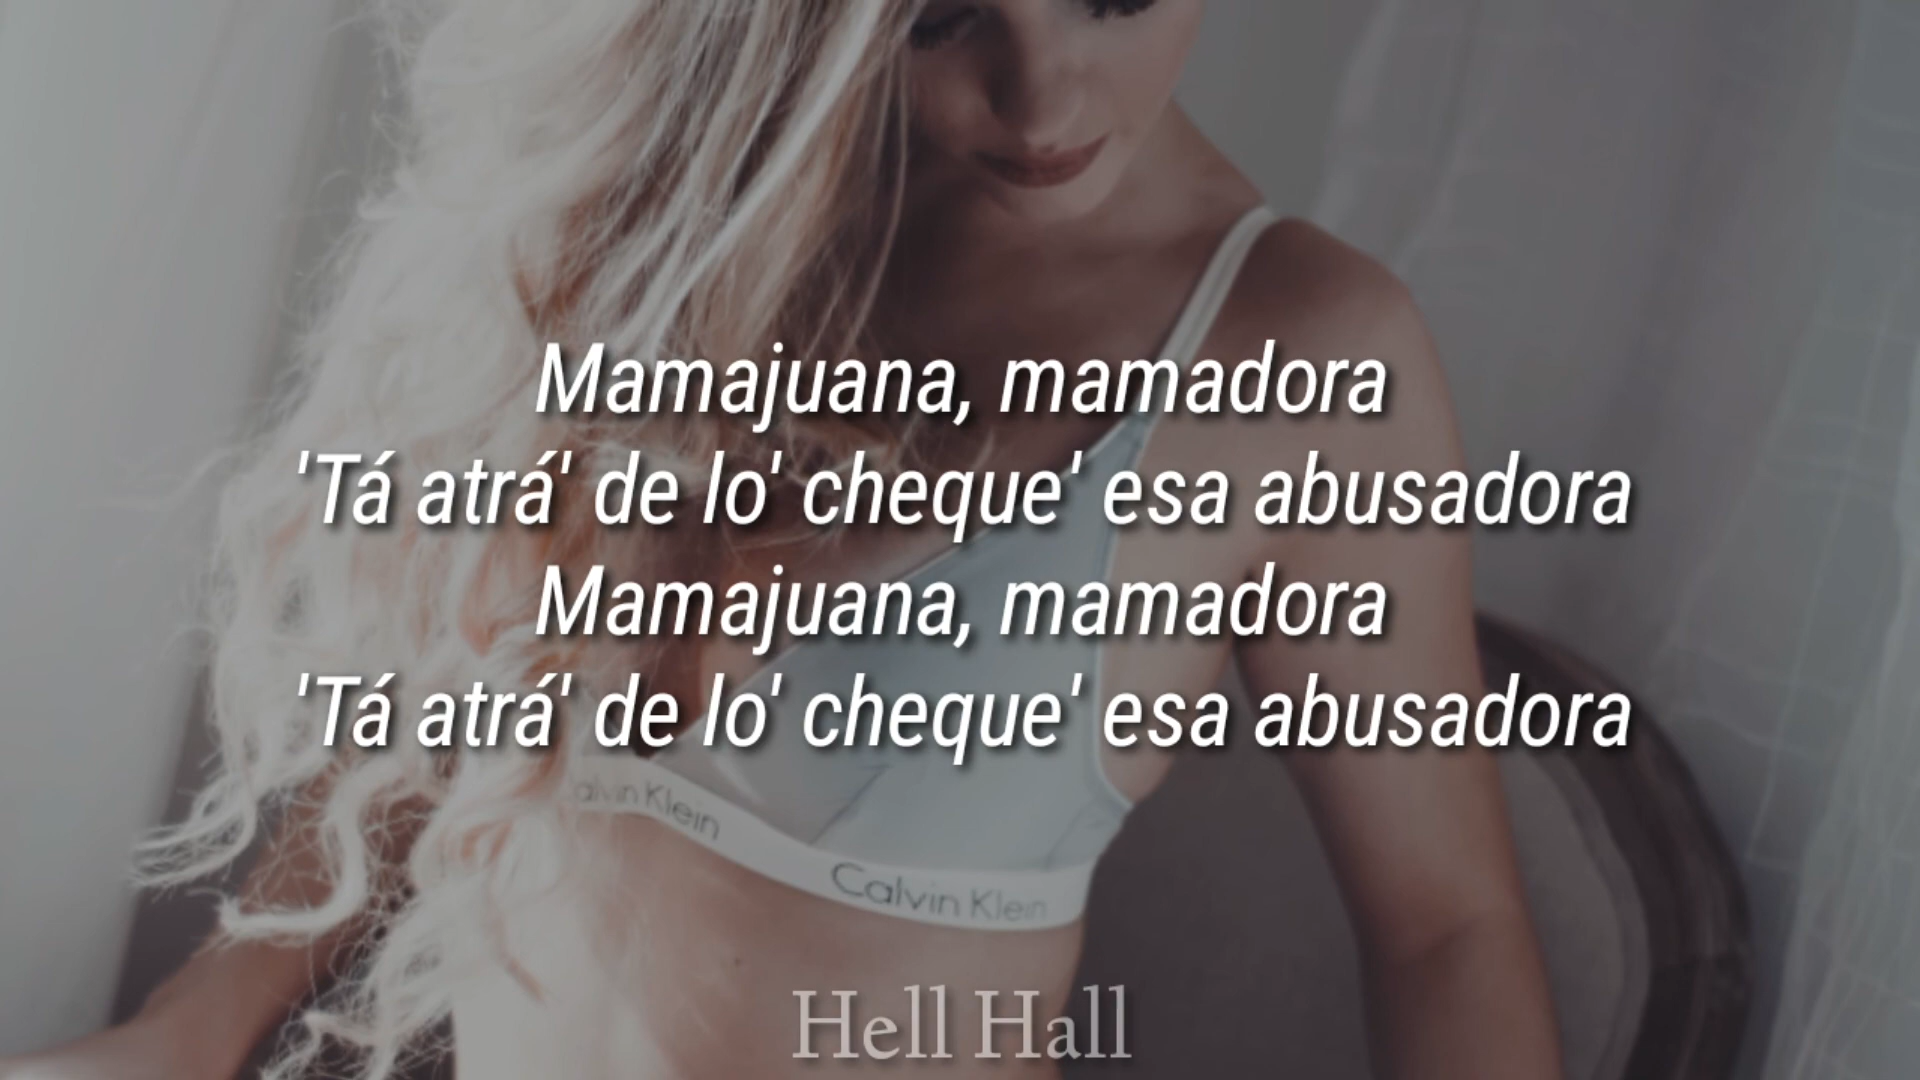 Mamajuana, mamadora
'Tá atrá' de lo' cheque' esa abusadora
Mamajuana, mamadora
'Tá atrá' de lo' cheque' esa abusadora
alvin Klein
Calvin Klein
Hell Hall